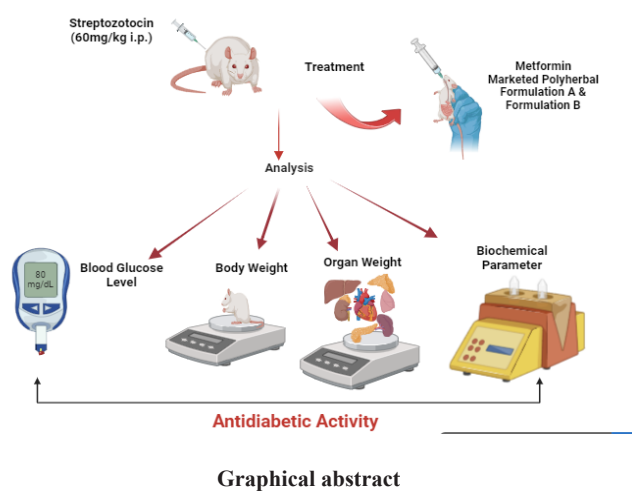 Streptozotocin
(60mg/kg i.p.)
Treatment
Metformin
Marketed Polyherbal
Formulation A &
Formulation B
Analysis
Blood Glucose
Level
Body Weight
Organ Weight
Biochemical
Parameter
80
mg/dL
Antidiabetic Activity
Graphical abstract